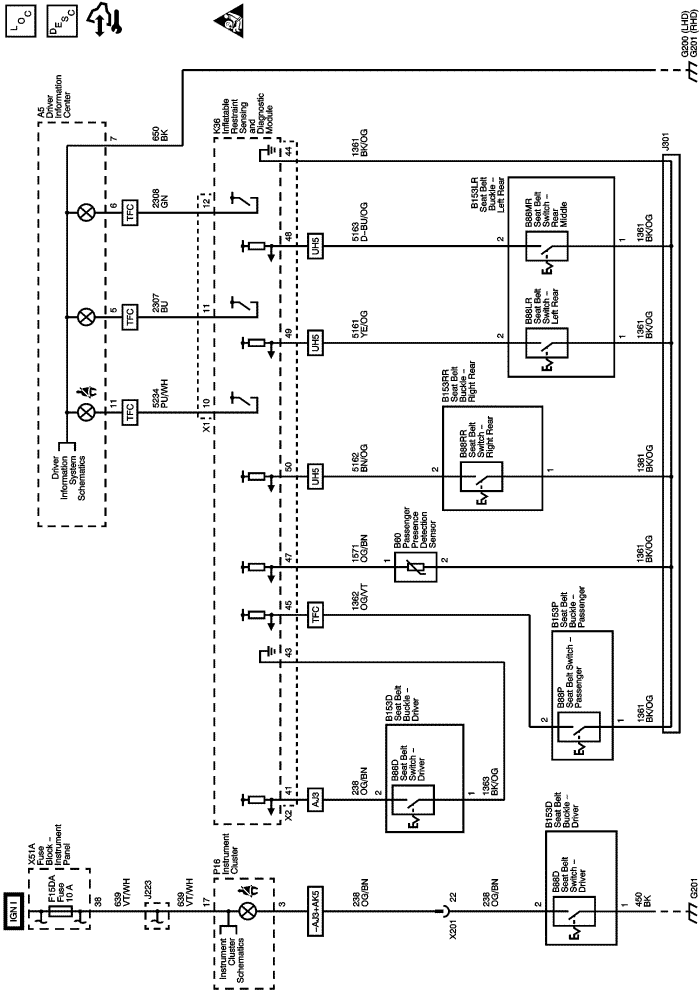 L O C
D E S C
IGN I
X51A
Fuse
Block –
Instrument
Panel
F15DA
Fuse
10 A
38
639
VT/WH
J223
639
VT/WH
17
P16
Instrument
Cluster
Instrument
Cluster
Schematics
3
–AJ3+AK5
238
OG/BN
22
X201
238
OG/BN
2
B153D
Seat Belt
Buckle –
Driver
B88D
Seat Belt
Switch –
Driver
1
450
BK
G201
A5
Driver
Information
Center
Driver
Information
System
Schematics
11
TFC
5234
PU/WH
10
X1
5
TFC
2307
BU
11
6
TFC
2308
GN
12
7
650
BK
G200 (LHD)
G201 (RHD)
K36
Inflatable
Restraint
Sensing
and
Diagnostic
Module
X2
41
AJ3
238
OG/BN
2
B153D
Seat Belt
Buckle –
Driver
B88D
Seat Belt
Switch –
Driver
1
1363
BK/OG
43
45
TFC
1362
OG/VT
2
B153P
Seat Belt
Buckle –
Passenger
B88P
Seat Belt Switch –
Passenger
1
1361
BK/OG
47
1571
OG/BN
1
B60
Passenger
Presence
Detection
Sensor
2
1361
BK/OG
50
UH5
5162
BN/OG
2
B153RR
Seat Belt
Buckle –
Right Rear
B88RR
Seat Belt
Switch –
Right Rear
1
1361
BK/OG
49
UH5
5161
YE/OG
2
B88LR
Seat Belt
Switch –
Left Rear
1
1361
BK/OG
48
UH5
5163
D–BU/OG
2
B153LR
Seat Belt
Buckle –
Left Rear
B88MR
Seat Belt
Switch –
Rear
Middle
1
1361
BK/OG
44
1361
BK/OG
J301